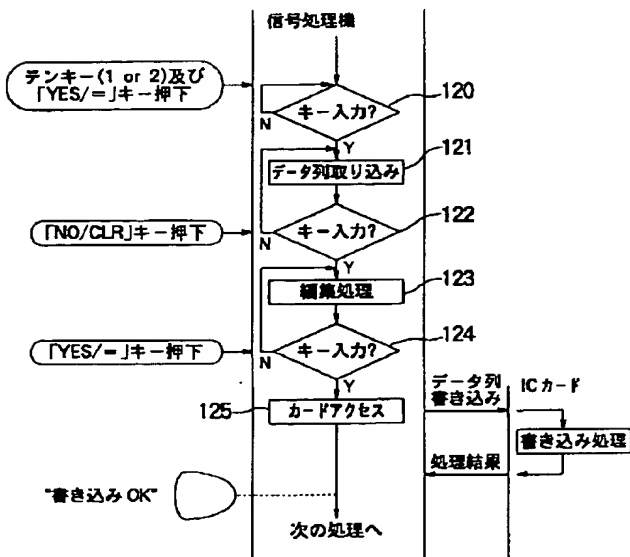 信号処理機
テンキー(1 or 2)及び
「YES/=」キー押下
キー入力?
120
N
Y
121
データ列取り込み
キー入力?
122
「NO/CLR」キー押下
N
Y
123
編集処理
キー入力?
124
「YES/=」キー押下
N
Y
125
カードアクセス
データ列
書き込み
ICカード
書き込み処理
処理結果
"書き込みOK"
次の処理へ